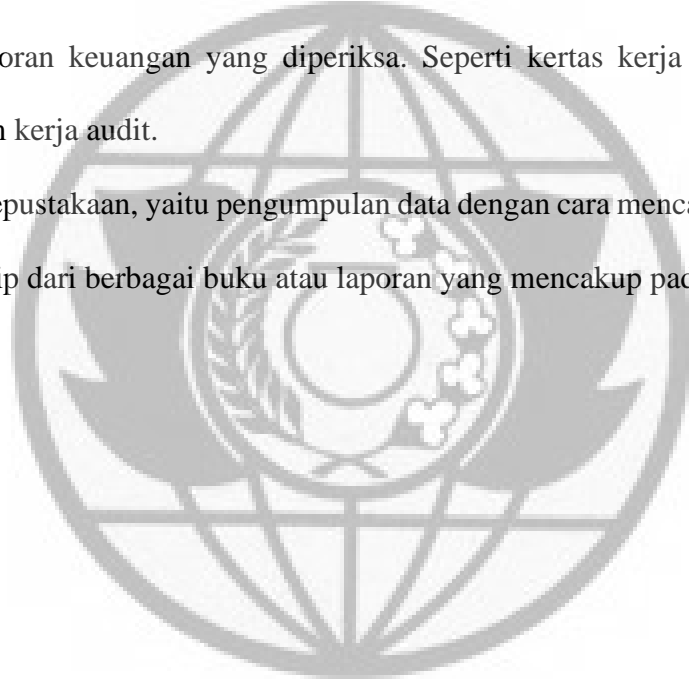 oran keuangan yang diperiksa. Seperti kertas kerja
n kerja audit.
epustakaan, yaitu pengumpulan data dengan cara menca
ip dari berbagai buku atau laporan yang mencakup pad